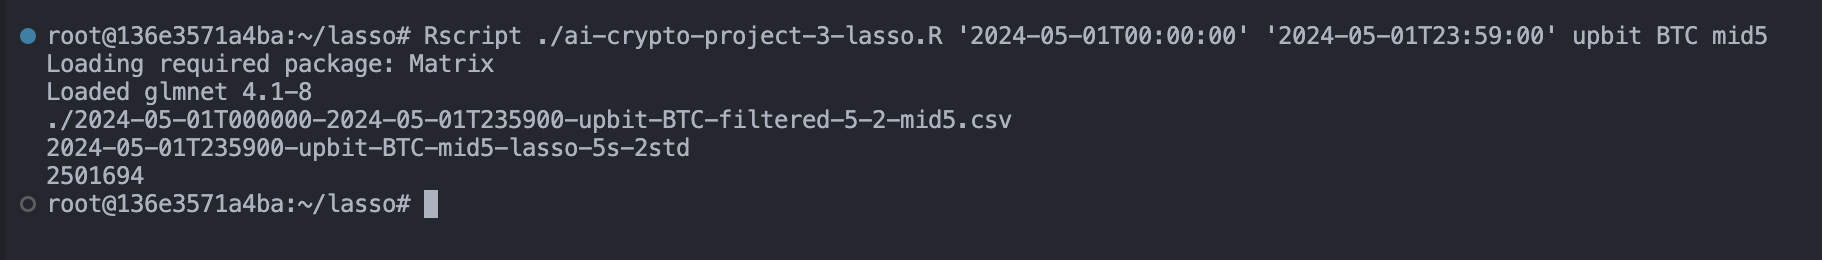 root@136e3571a4ba:~/lasso# Rscript ./ai-crypto-project-3-lasso.R '2024-05-01T00:00:00' '2024-05-01T23:59:00' upbit BTC mid5
Loading required package: Matrix
Loaded glmnet 4.1-8
./2024-05-01T000000-2024-05-01T235900-upbit-BTC-filtered-5-2-mid5.csv
2024-05-01T235900-upbit-BTC-mid5-lasso-5s-2std
2501694
root@136e3571a4ba:~/lasso#